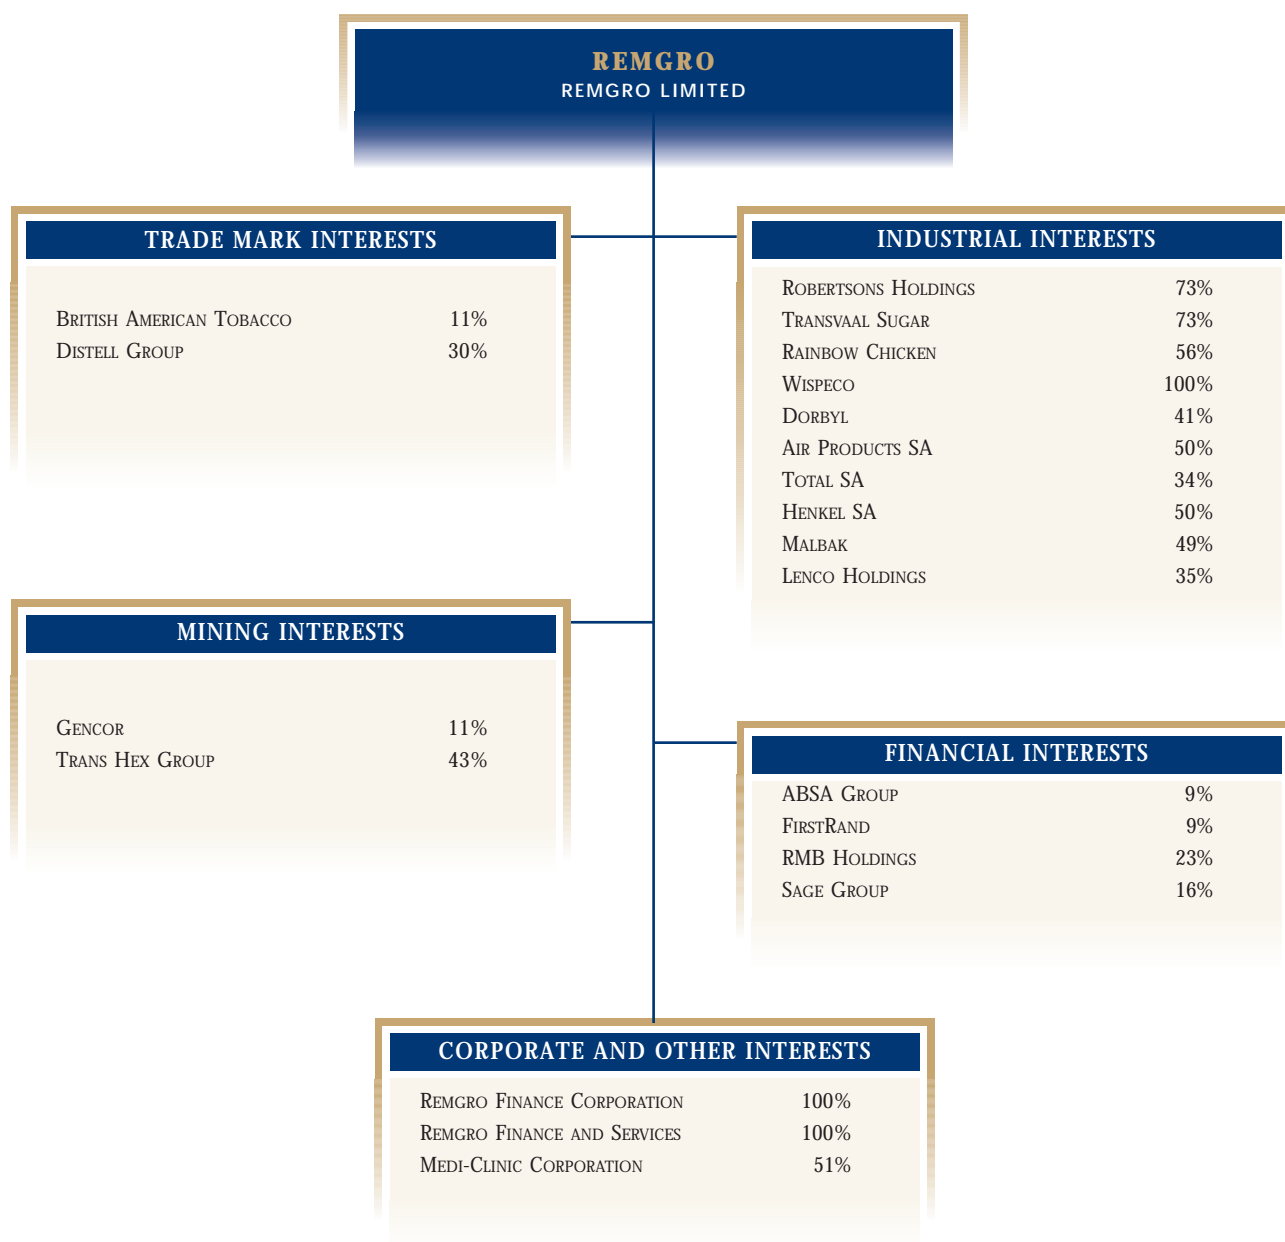 REMGRO
REMGRO LIMITED
TRADE MARK INTERESTS
BRITISH AMERICAN TOBACCO 11%
DISTELL GROUP 30%
INDUSTRIAL INTERESTS
ROBERTSONS HOLDINGS 73%
TRANSVAAL SUGAR 73%
RAINBOW CHICKEN 56%
WISPECO 100%
DORBYL 41%
AIR PRODUCTS SA 50%
TOTAL SA 34%
HENKEL SA 50%
MALBAK 49%
LENCO HOLDINGS 35%
MINING INTERESTS
GENCOR 11%
TRANS HEX GROUP 43%
FINANCIAL INTERESTS
ABSA GROUP 9%
FIRSTRAND 9%
RMB HOLDINGS 23%
SAGE GROUP 16%
CORPORATE AND OTHER INTERESTS
REMGRO FINANCE CORPORATION 100%
REMGRO FINANCE AND SERVICES 100%
MEDI-CLINIC CORPORATION 51%